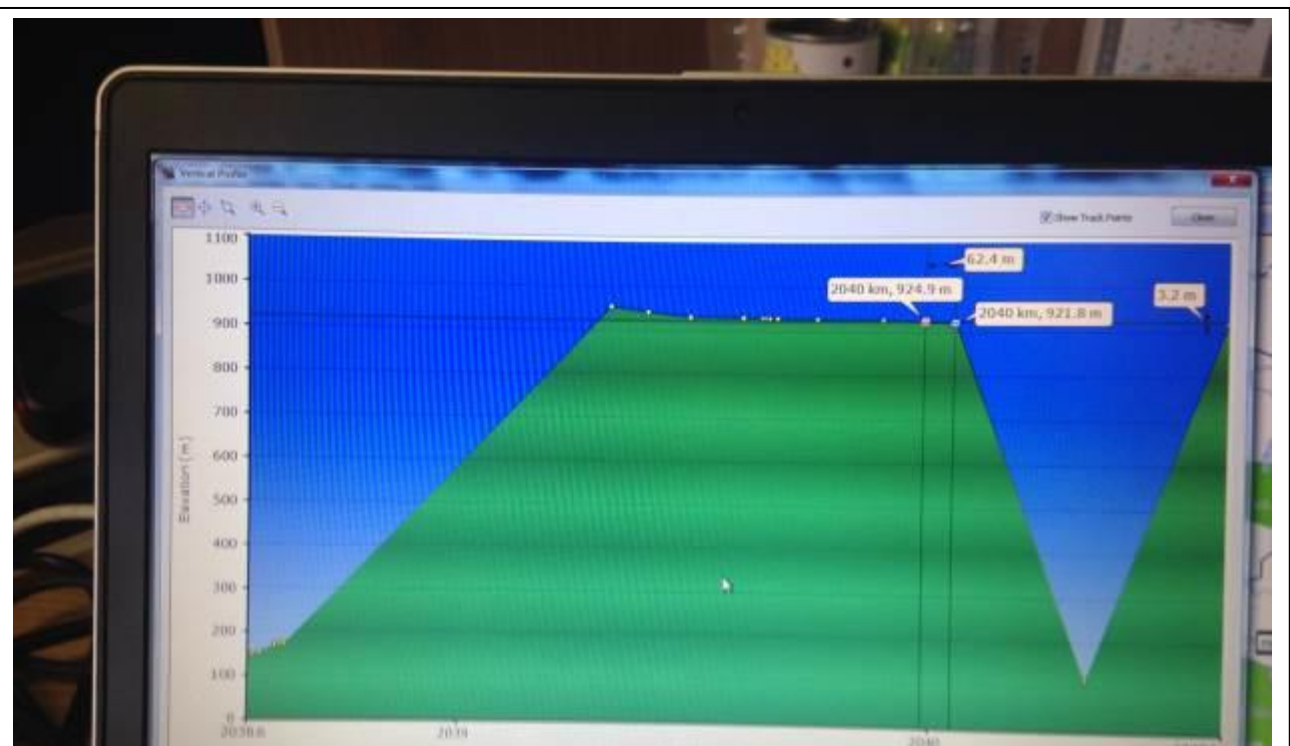 Vertical Profile
Show Track Points
Close
1100
1000
900
800
700
600
500
400
300
200
100
0
Elevation (m)
62.4 m
2040 km, 924.9 m
2040 km, 921.8 m
3.2 m
2038.6
2039
2040